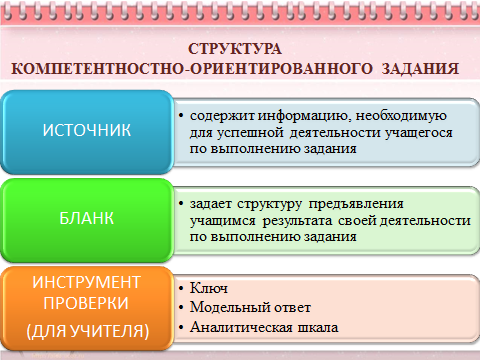 СТРУКТУРА
КОМПЕТЕНТНОСТНО-ОРИЕНТИРОВАННОГО ЗАДАНИЯ
ИСТОЧНИК
• содержит информацию, необходимую
для успешной деятельности учащегося
по выполнению задания
БЛАНК
• задает структуру предъявления
учащимся результата своей деятельности
по выполнению задания
ИНСТРУМЕНТ
ПРОВЕРКИ
(ДЛЯ УЧИТЕЛЯ)
• Ключ
• Модельный ответ
• Аналитическая шкала